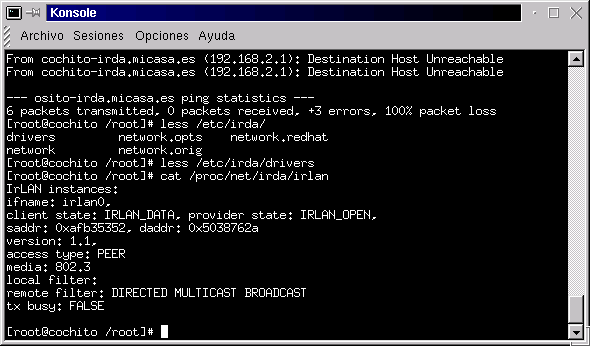 Konsole
Archivo Sesiones Opciones Ayuda
From cochito-irda.micasa.es (192.168.2.1): Destination Host Unreachable
From cochito-irda.micasa.es (192.168.2.1): Destination Host Unreachable
--- osito-irda.micasa.es ping statistics ---
6 packets transmitted, 0 packets received, +3 errors, 100% packet loss
[root@cochito /root]# less /etc/irda/
drivers network.opts network.redhat
network network.orig
[root@cochito /root]# less /etc/irda/drivers
[root@cochito /root]# cat /proc/net/irda/irlan
IrLAN instances:
ifname: irlan0,
client state: IRLAN_DATA, provider state: IRLAN_OPEN,
saddr: 0xafb35352, daddr: 0x5038762a
version: 1.1,
access type: PEER
media: 802.3
local filter:
remote filter: DIRECTED MULTICAST BROADCAST
tx busy: FALSE
[root@cochito /root]#